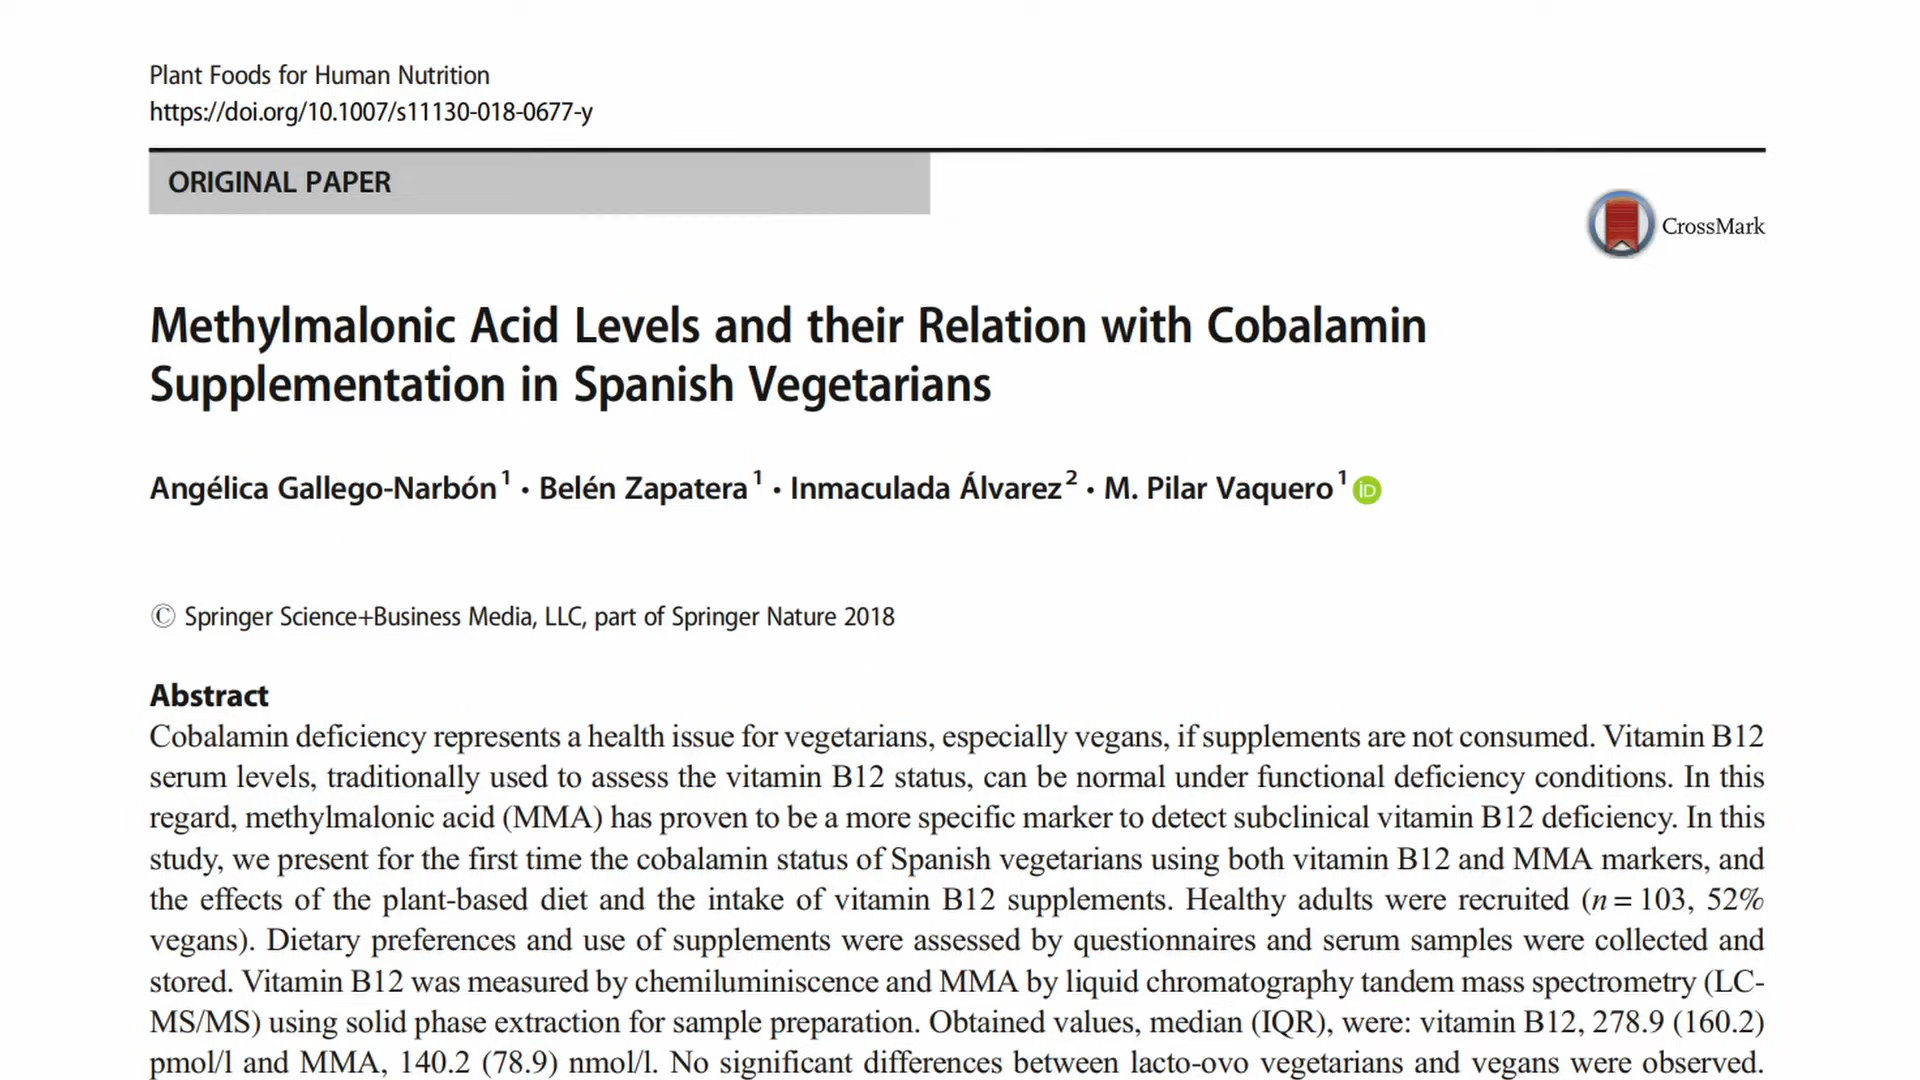 Plant Foods for Human Nutrition
https://doi.org/10.1007/s11130-018-0677-y
ORIGINAL PAPER
CrossMark
Methylmalonic Acid Levels and their Relation with Cobalamin
Supplementation in Spanish Vegetarians
Angélica Gallego-Narbón 1 · Belén Zapatera 1 · Inmaculada Álvarez 2 · M. Pilar Vaquero 1 iD
© Springer Science+Business Media, LLC, part of Springer Nature 2018
Abstract
Cobalamin deficiency represents a health issue for vegetarians, especially vegans, if supplements are not consumed. Vitamin B12
serum levels, traditionally used to assess the vitamin B12 status, can be normal under functional deficiency conditions. In this
regard, methylmalonic acid (MMA) has proven to be a more specific marker to detect subclinical vitamin B12 deficiency. In this
study, we present for the first time the cobalamin status of Spanish vegetarians using both vitamin B12 and MMA markers, and
the effects of the plant-based diet and the intake of vitamin B12 supplements. Healthy adults were recruited (n = 103, 52%
vegans). Dietary preferences and use of supplements were assessed by questionnaires and serum samples were collected and
stored. Vitamin B12 was measured by chemiluminiscence and MMA by liquid chromatography tandem mass spectrometry (LC-
MS/MS) using solid phase extraction for sample preparation. Obtained values, median (IQR), were: vitamin B12, 278.9 (160.2)
pmol/l and MMA, 140.2 (78.9) nmol/l. No significant differences between lacto-ovo vegetarians and vegans were observed.